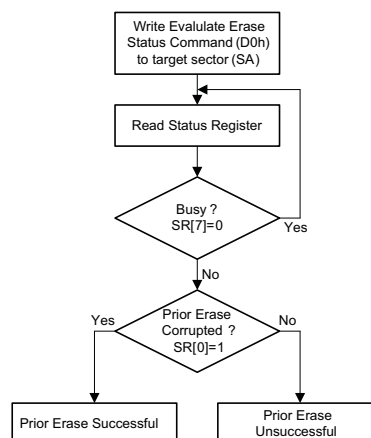 Write Evalulate Erase
Status Command (D0h)
to target sector (SA)
Read Status Register
Busy ?
SR[7]=0
Yes
No
Yes
Prior Erase
Corrupted ?
SR[0]=1
No
Prior Erase Successful
Prior Erase
Unsuccessful